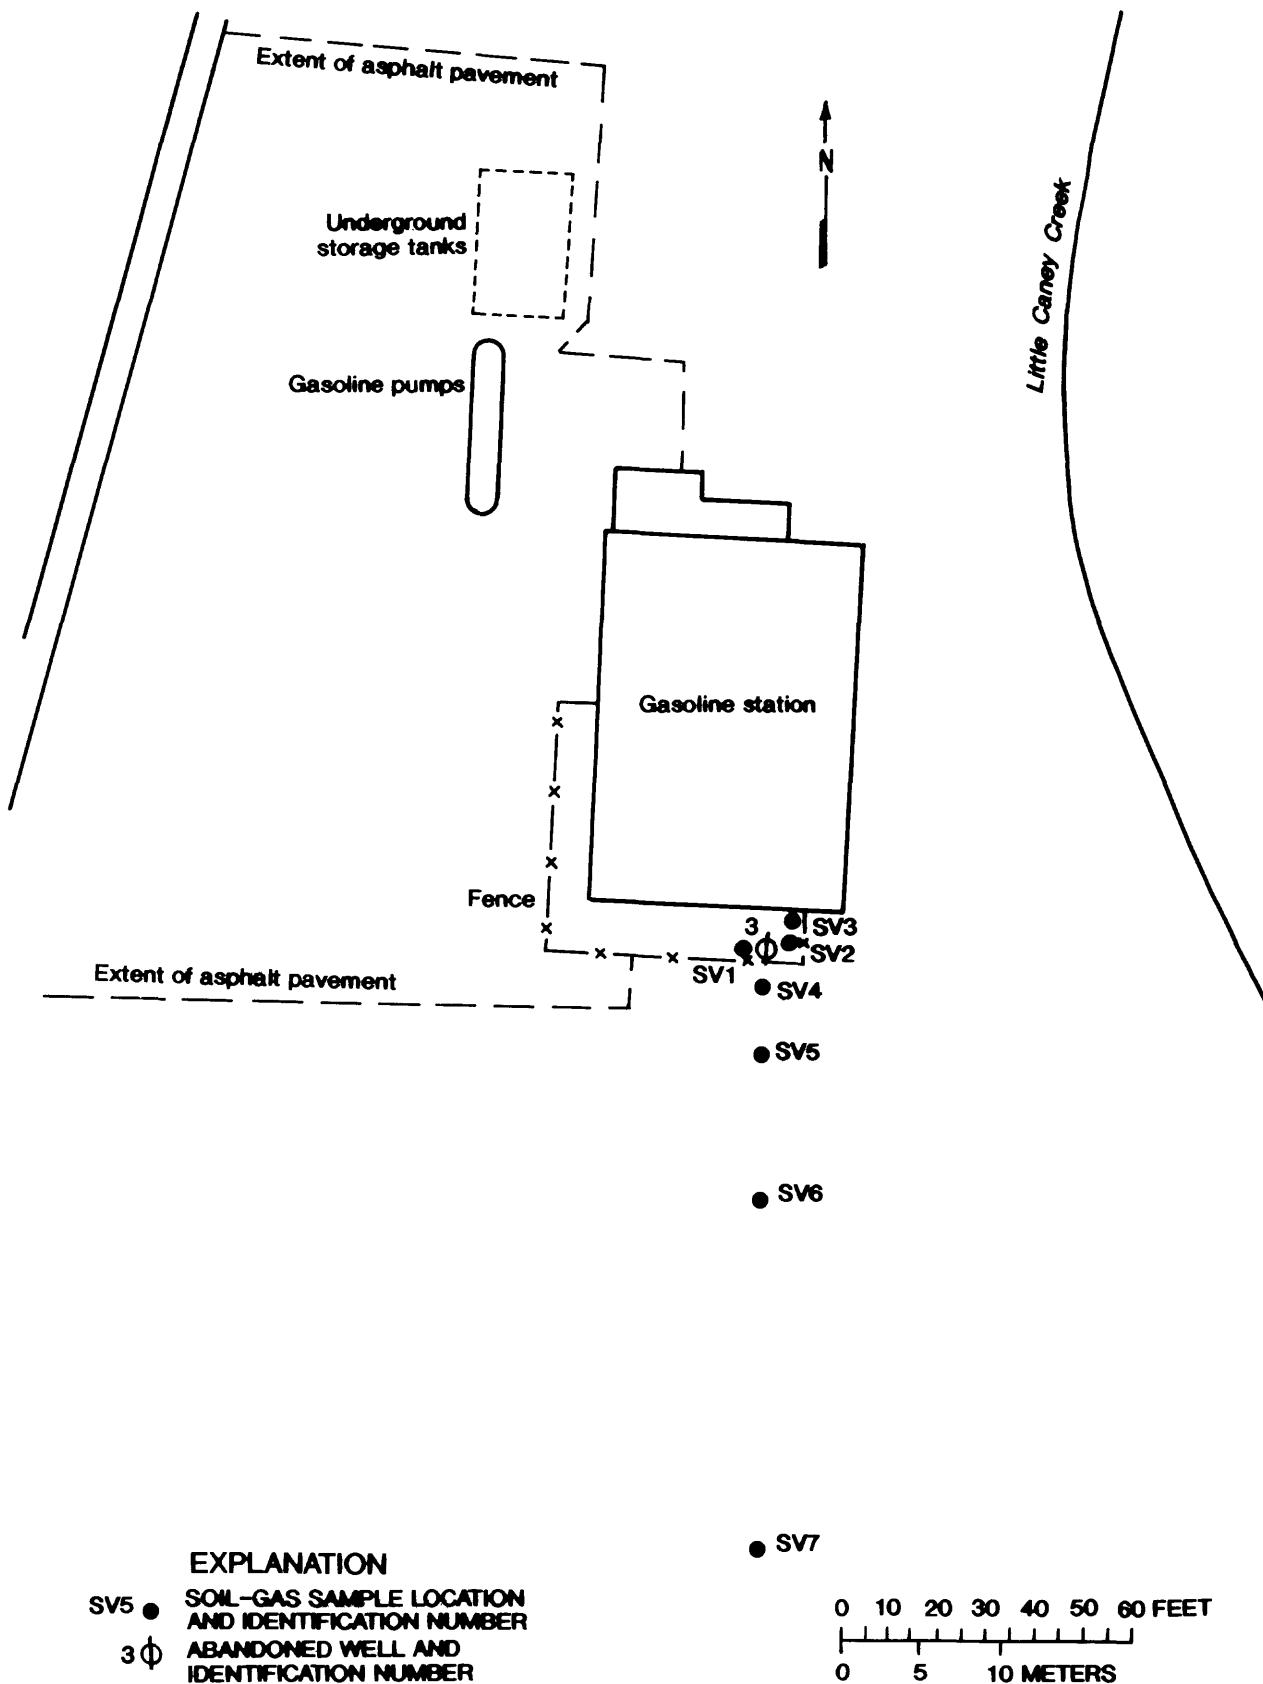 Extent of asphalt pavement
N
Underground
storage tanks
Little Caney Creek
Gasoline pumps
Gasoline station
Fence
3
SV3
SV2
SV1
SV4
Extent of asphalt pavement
SV5
SV6
SV7
EXPLANATION
SV5 SOIL-GAS SAMPLE LOCATION
AND IDENTIFICATION NUMBER
3 ABANDONED WELL AND
IDENTIFICATION NUMBER
0 10 20 30 40 50 60 FEET
0 5 10 METERS